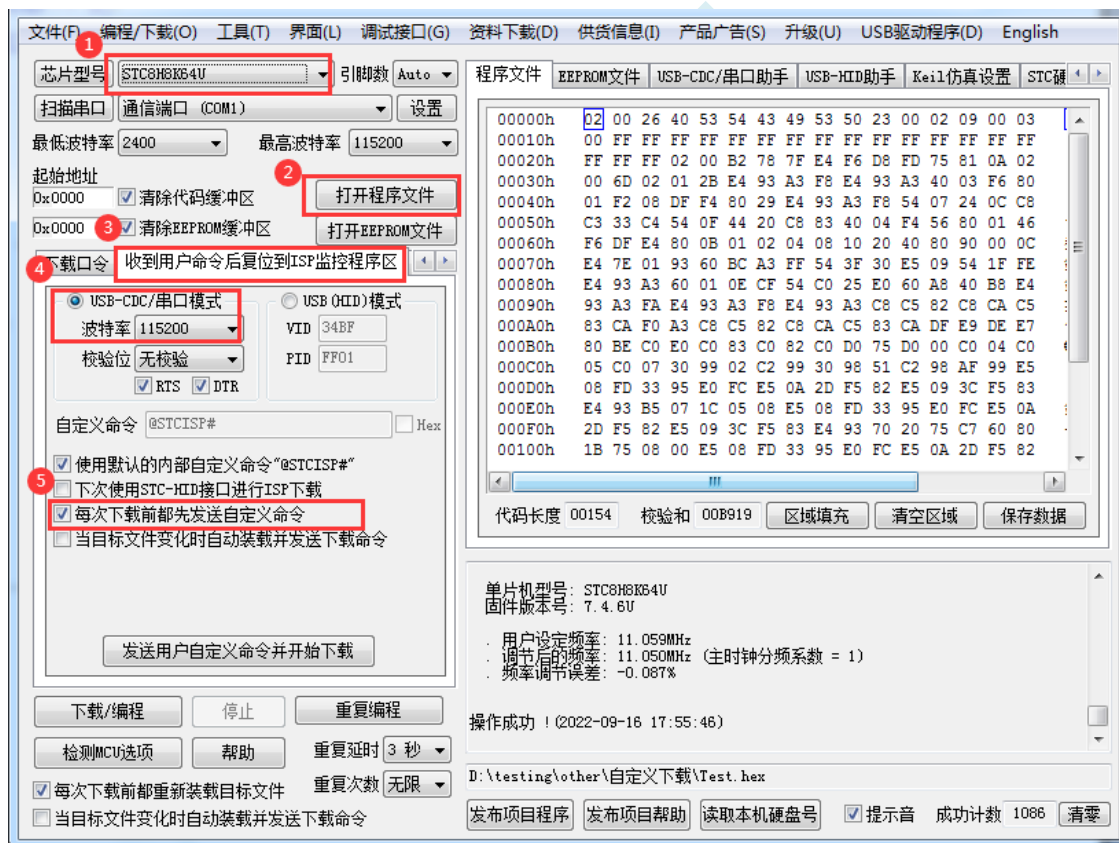 文件(F) 编程/下载(O) 工具(T) 界面(L) 调试接口(G) 资料下载(D) 供货信息(I) 产品广告(S) 升级(U) USB驱动程序(D) English
1
芯片型号 STC8H8K64U 引脚数 Auto
扫描串口 通信端口 (COM1) 设置
最低波特率 2400 最高波特率 115200
起始地址 2
0x0000 清除代码缓冲区 打开程序文件
0x0000 3 清除EEPROM缓冲区 打开EEPROM文件
4 下载口令 收到用户命令后复位到ISP监控程序区
USB-CDC/串口模式 USB(HID)模式
波特率 115200 VID 34BF
校验位 无校验 PID FF01
RTS DTR
自定义命令 @STCISP# Hex
使用默认的内部自定义命令"@STCISP#"
5 下次使用STC-HID接口进行ISP下载
每次下载前都先发送自定义命令
当目标文件变化时自动装载并发送下载命令
发送用户自定义命令并开始下载
下载/编程 停止 重复编程
检测MCU选项 帮助 重复延时 3 秒
每次下载前都重新装载目标文件 重复次数 无限
当目标文件变化时自动装载并发送下载命令
程序文件 EEPROM文件 USB-CDC/串口助手 USB-HID助手 Keil仿真设置 STC硬
00000h 02 00 26 40 53 54 43 49 53 50 23 00 02 09 00 03
00010h 00 FF FF FF FF FF FF FF FF FF FF FF FF FF FF FF
00020h FF FF FF 02 00 B2 78 7F E4 F6 D8 FD 75 81 0A 02
00030h 00 6D 02 01 2B E4 93 A3 F8 E4 93 A3 40 03 F6 80
00040h 01 F2 08 DF F4 80 29 E4 93 A3 F8 54 07 24 0C C8
00050h C3 33 C4 54 0F 44 20 C8 83 40 04 F4 56 80 01 46
00060h F6 DF E4 80 0B 01 02 04 08 10 20 40 80 90 00 0C
00070h E4 7E 01 93 60 BC A3 FF 54 3F 30 E5 09 54 1F FE
00080h E4 93 A3 60 01 0E CF 54 C0 25 E0 60 A8 40 B8 E4
00090h 93 A3 FA E4 93 A3 F8 E4 93 A3 C8 C5 82 C8 CA C5
000A0h 83 CA F0 A3 C8 C5 82 C8 CA C5 83 CA DF E9 DE E7
000B0h 80 BE C0 E0 C0 83 C0 82 C0 D0 75 D0 00 C0 04 C0
000C0h 05 C0 07 30 99 02 C2 99 30 98 51 C2 98 AF 99 E5
000D0h 08 FD 33 95 E0 FC E5 0A 2D F5 82 E5 09 3C F5 83
000E0h E4 93 B5 07 1C 05 08 E5 08 FD 33 95 E0 FC E5 0A
000F0h 2D F5 82 E5 09 3C F5 83 E4 93 70 20 75 C7 60 80
00100h 1B 75 08 00 E5 08 FD 33 95 E0 FC E5 0A 2D F5 82
代码长度 00154 校验和 00B919 区域填充 清空区域 保存数据
单片机型号: STC8H8K64U
固件版本号: 7.4.6U
. 用户设定频率: 11.059MHz
. 调节后的频率: 11.050MHz (主时钟分频系数 = 1)
. 频率调节误差: -0.087%
操作成功 !(2022-09-16 17:55:46)
D:\testing\other\自定义下载\Test.hex
发布项目程序 发布项目帮助 读取本机硬盘号 提示音 成功计数 1086 清零